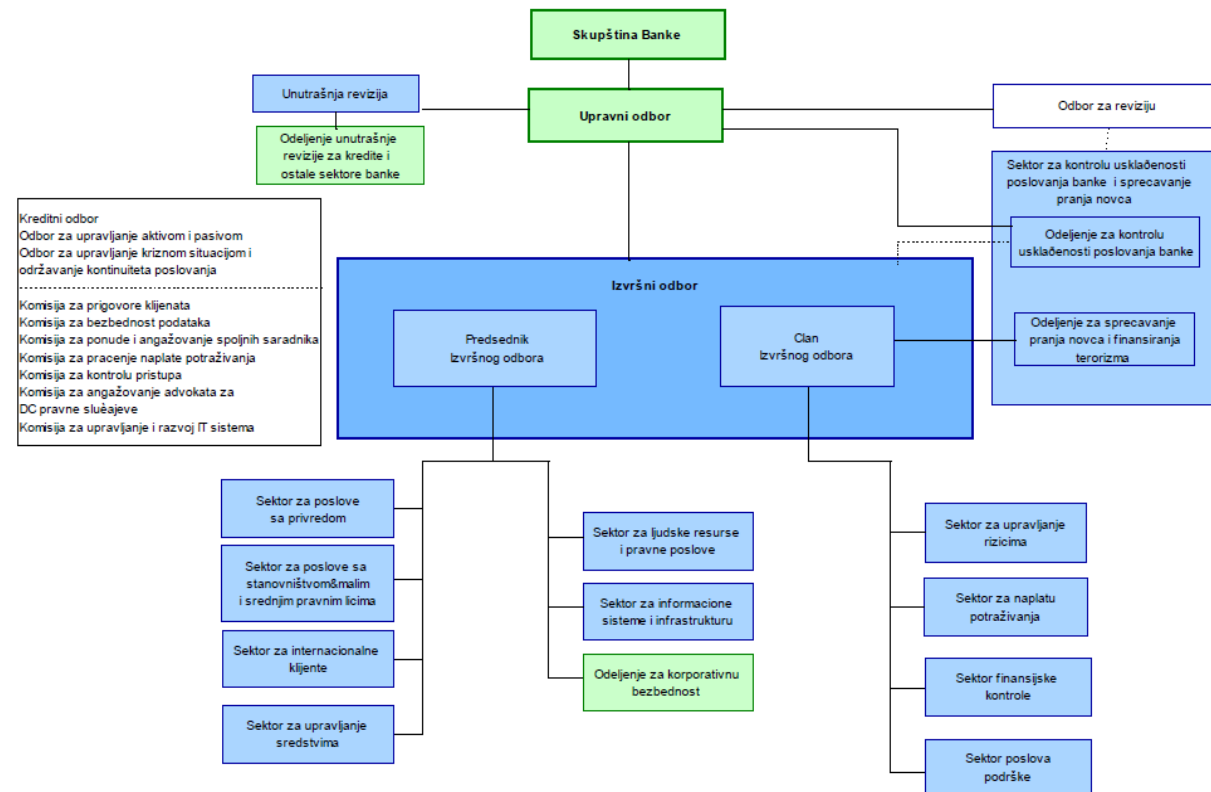 Skupština Banke
Unutrašnja revizija
Upravni odbor
Odbor za reviziju
Odeljenje unutrašnje
revizije za kredite i
ostale sektore banke
Sektor za kontrolu usklađenosti
poslovanja banke i sprecavanje
pranja novca
Odeljenje za kontrolu
usklađenosti poslovanja banke
Odeljenje za sprecavanje
pranja novca i finansiranja
terorizma
Kreditni odbor
Odbor za upravljanje aktivom i pasivom
Odbor za upravljanje kriznom situacijom i
održavanje kontinuiteta poslovanja
Komisija za prigovore klijenata
Komisija za bezbednost podataka
Komisija za ponude i angažovanje spoljnih saradnika
Komisija za pracenje naplate potraživanja
Komisija za kontrolu pristupa
Komisija za angažovanje advokata za
DC pravne sluèajeve
Komisija za upravljanje i razvoj IT sistema
Izvršni odbor
Predsednik
Izvršnog odbora
Clan
Izvršnog odbora
Sektor za poslove
sa privredom
Sektor za poslove sa
stanovništvom&malim
i srednjim pravnim licima
Sektor za internacionalne
klijente
Sektor za upravljanje
sredstvima
Sektor za ljudske resurse
i pravne poslove
Sektor za informacione
sisteme i infrastrukturu
Odeljenje za korporativnu
bezbednost
Sektor za upravljanje
rizicima
Sektor za naplatu
potraživanja
Sektor finansijske
kontrole
Sektor poslova
podrške